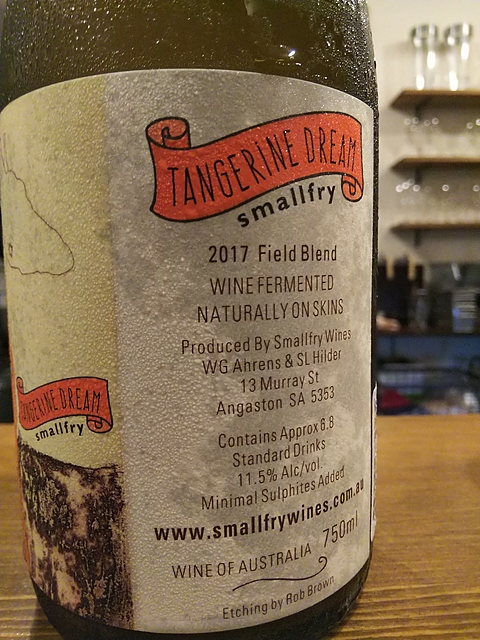 TANGERINE DREAM
smallfry
2017 Field Blend
WINE FERMENTED
NATURALLY ON SKINS
Produced By Smallfry Wines
WG Ahrens & SL Hilder
13 Murray St
Angaston SA 5353
Contains Approx 6.8
Standard Drinks
11.5% Alc/vol.
Minimal Sulphites Added
www.smallfrywines.com.au
WINE OF AUSTRALIA 750ml
Etching by Rob Brown
TANGERINE DREAM
smallfry